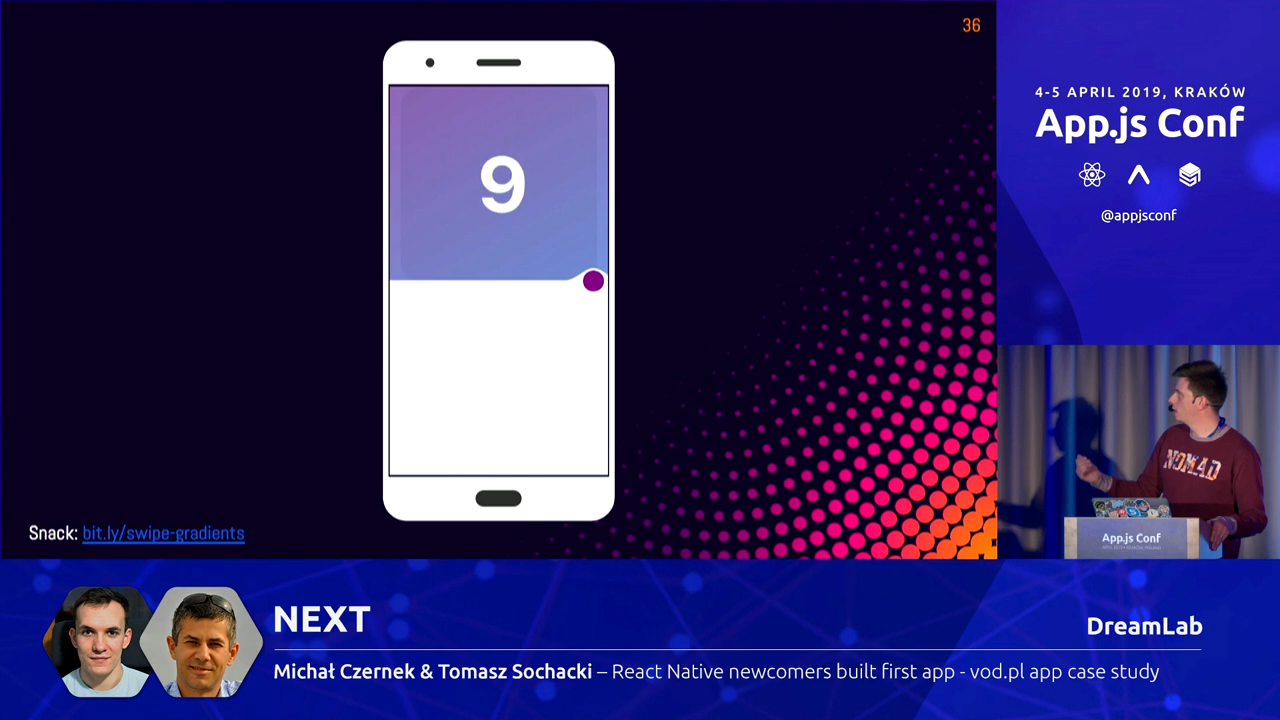 36
9
Snack: bit.ly/swipe-gradients
4-5 APRIL 2019, KRAKÓW
App.js Conf
@appjsconf
NOMAD
App.js Conf
NEXT
DreamLab
Michał Czernek & Tomasz Sochacki – React Native newcomers built first app - vod.pl app case study